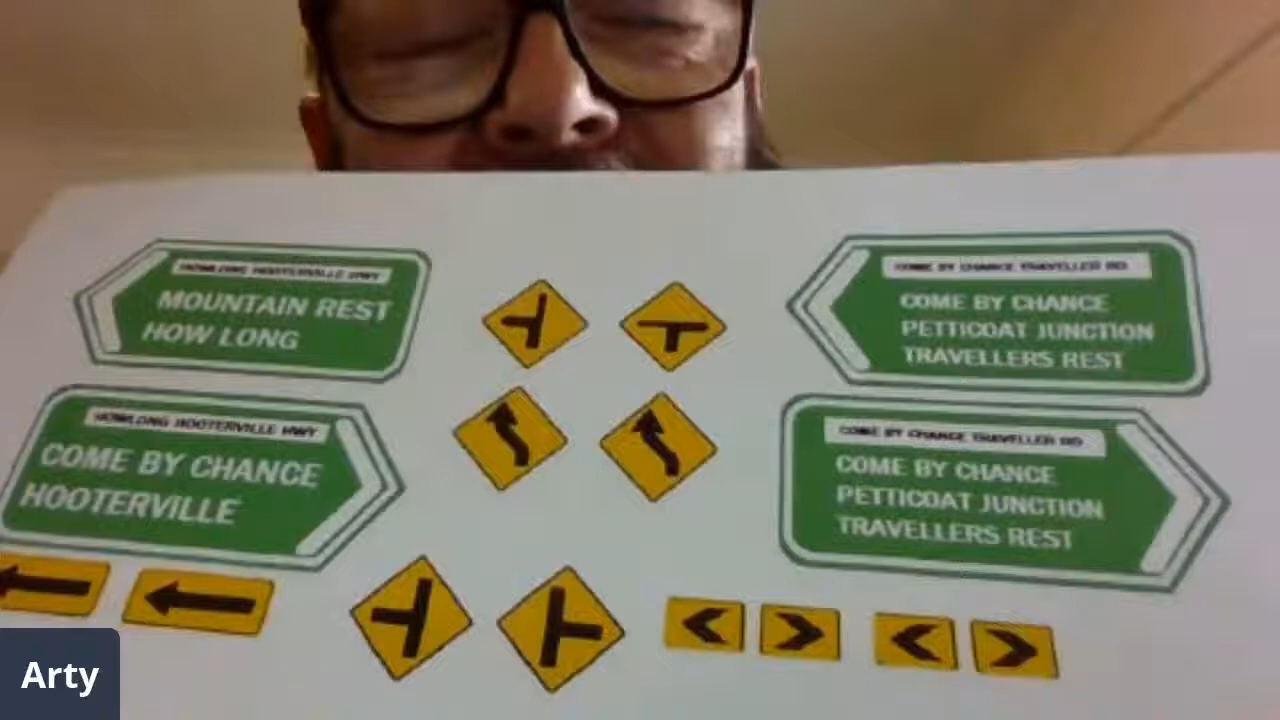 HOWLONG HOOTERVILLE HWY
MOUNTAIN REST
HOW LONG
COME BY CHANCE TRAVELLER RD
COME BY CHANCE
PETTICOAT JUNCTION
TRAVELLERS REST
HOWLONG HOOTERVILLE HWY
COME BY CHANCE
HOOTERVILLE
COME BY CHANCE TRAVELLER RD
COME BY CHANCE
PETTICOAT JUNCTION
TRAVELLERS REST
Arty